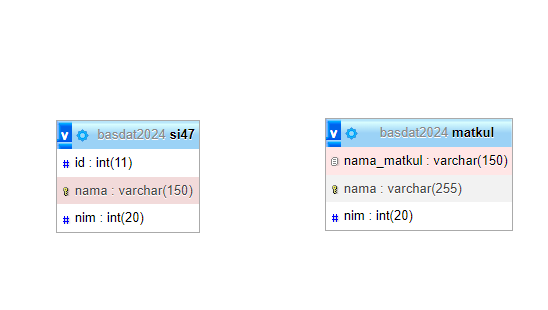 basdat2024 si47
id : int(11)
nama : varchar(150)
nim : int(20)
basdat2024 matkul
nama_matkul : varchar(150)
nama : varchar(255)
nim : int(20)